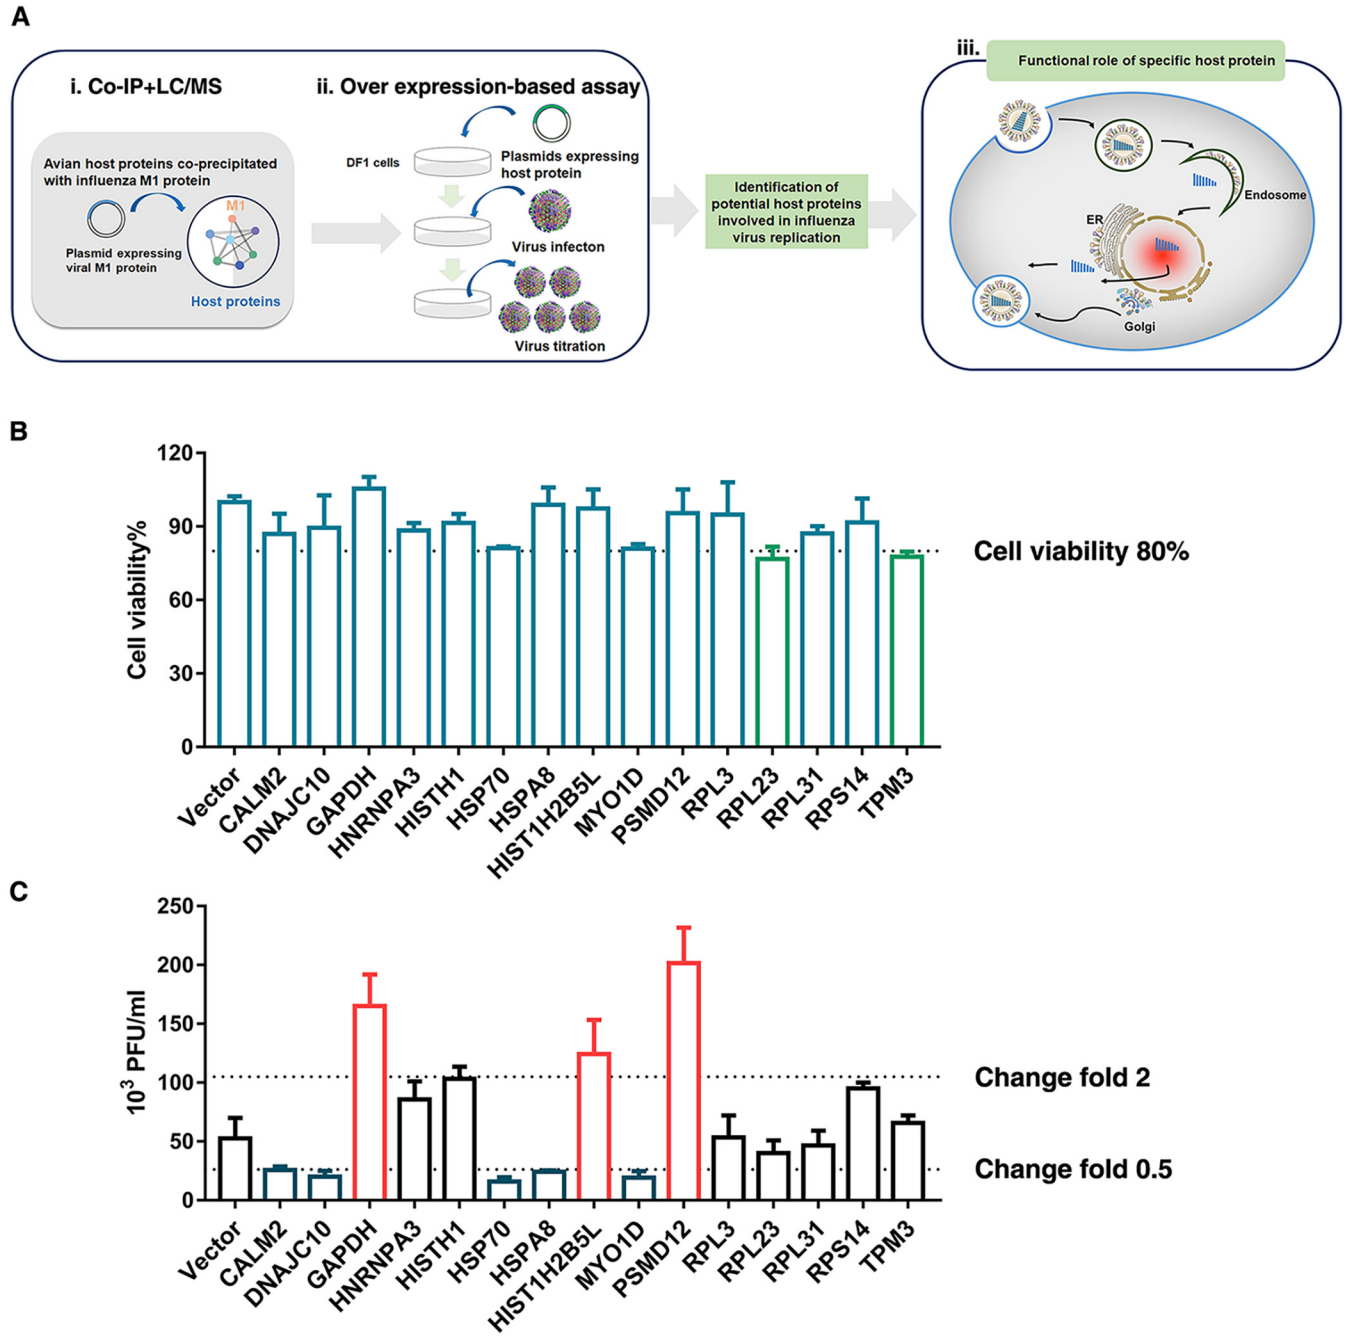 A
i. Co-IP+LC/MS
ii. Over expression-based assay
Avian host proteins co-precipitated
with influenza M1 protein
M1
Plasmid expressing
viral M1 protein
Host proteins
DF1 cells
Plasmids expressing
host protein
Virus infecton
Virus titration
Identification of
potential host proteins
involved in influenza
virus replication
iii.
Functional role of specific host protein
Endosome
ER
Golgi
B
Cell viability%
120
90
60
30
0
Cell viability 80%
Vector
CALM2
DNAJC10
GAPDH
HNRNPA3
HISTH1
HSP70
HSPA8
HIST1H2B5L
MYO1D
PSMD12
RPL3
RPL23
RPL31
RPS14
TPM3
C
10³ PFU/ml
250
200
150
100
50
0
Change fold 2
Change fold 0.5
Vector
CALM2
DNAJC10
GAPDH
HNRNPA3
HISTH1
HSP70
HSPA8
HIST1H2B5L
MYO1D
PSMD12
RPL3
RPL23
RPL31
RPS14
TPM3